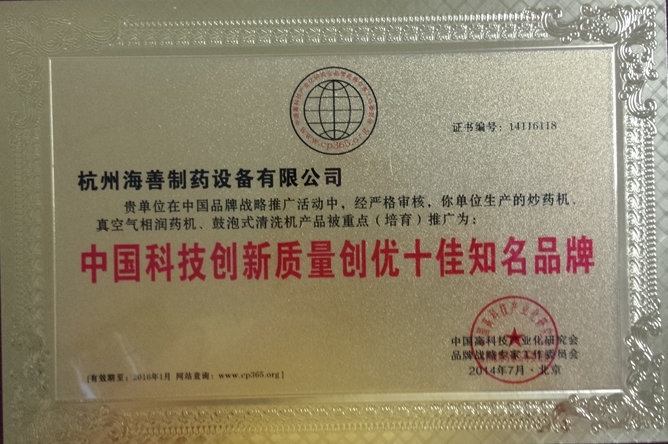 www.cp365.org
证书编号：14116118
杭州海善制药设备有限公司
贵单位在中国品牌战略推广活动中，经严格审核，你单位生产的炒药机、
真空气相润药机、鼓泡式清洗机产品被重点（培育）推广为：
中国科技创新质量创优十佳知名品牌
中国高科技产业化研究会
品牌战略专家工作委员会
2014年7月·北京
[有效期至：2016年1月 网络查询：www.cp365.org]